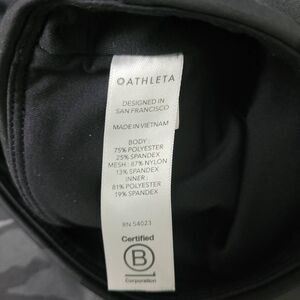 ATHLETA
DESIGNED IN
SAN FRANCISCO
MADE IN VIETNAM
BODY :
75% POLYESTER
25% SPANDEX
MESH : 87% NYLON
13% SPANDEX
INNER :
81% POLYESTER
19% SPANDEX
RN 54023
Certified
B
Corporation